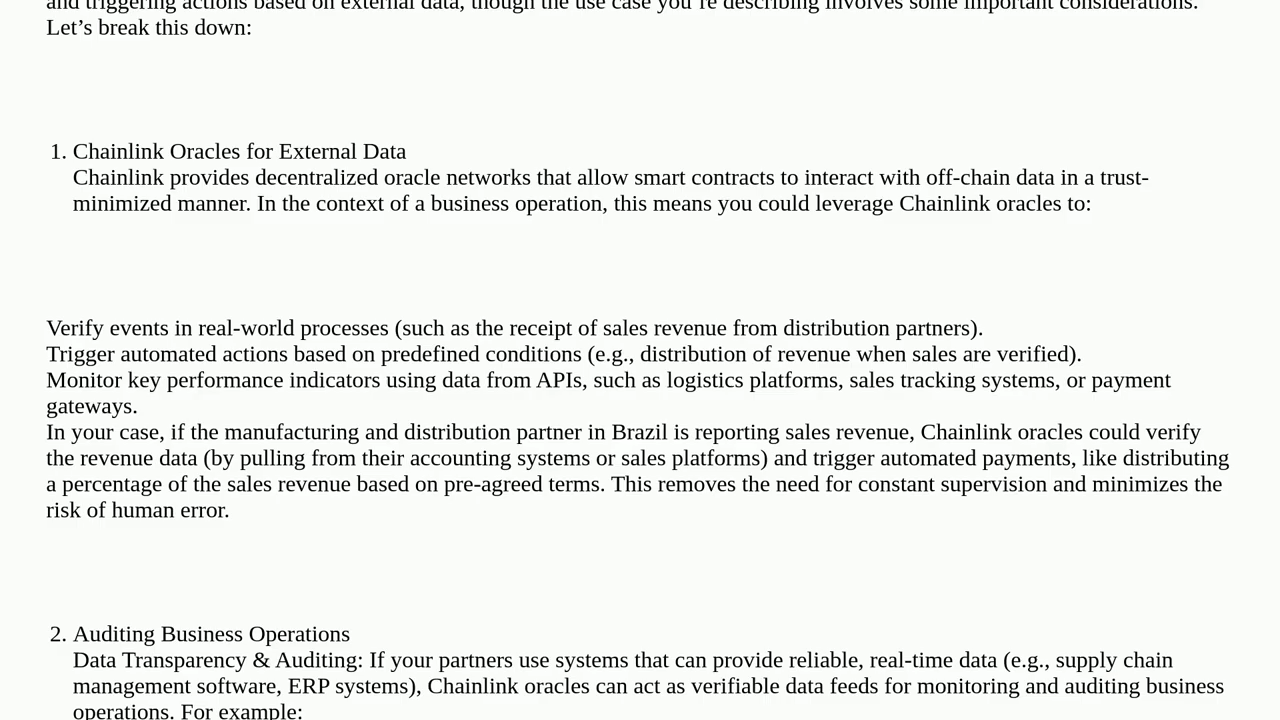 and triggering actions based on external data, though the use case you're describing involves some important considerations.
Let’s break this down:
1. Chainlink Oracles for External Data
Chainlink provides decentralized oracle networks that allow smart contracts to interact with off-chain data in a trust-
minimized manner. In the context of a business operation, this means you could leverage Chainlink oracles to:
Verify events in real-world processes (such as the receipt of sales revenue from distribution partners).
Trigger automated actions based on predefined conditions (e.g., distribution of revenue when sales are verified).
Monitor key performance indicators using data from APIs, such as logistics platforms, sales tracking systems, or payment
gateways.
In your case, if the manufacturing and distribution partner in Brazil is reporting sales revenue, Chainlink oracles could verify
the revenue data (by pulling from their accounting systems or sales platforms) and trigger automated payments, like distributing
a percentage of the sales revenue based on pre-agreed terms. This removes the need for constant supervision and minimizes the
risk of human error.
2. Auditing Business Operations
Data Transparency & Auditing: If your partners use systems that can provide reliable, real-time data (e.g., supply chain
management software, ERP systems), Chainlink oracles can act as verifiable data feeds for monitoring and auditing business
operations. For example: